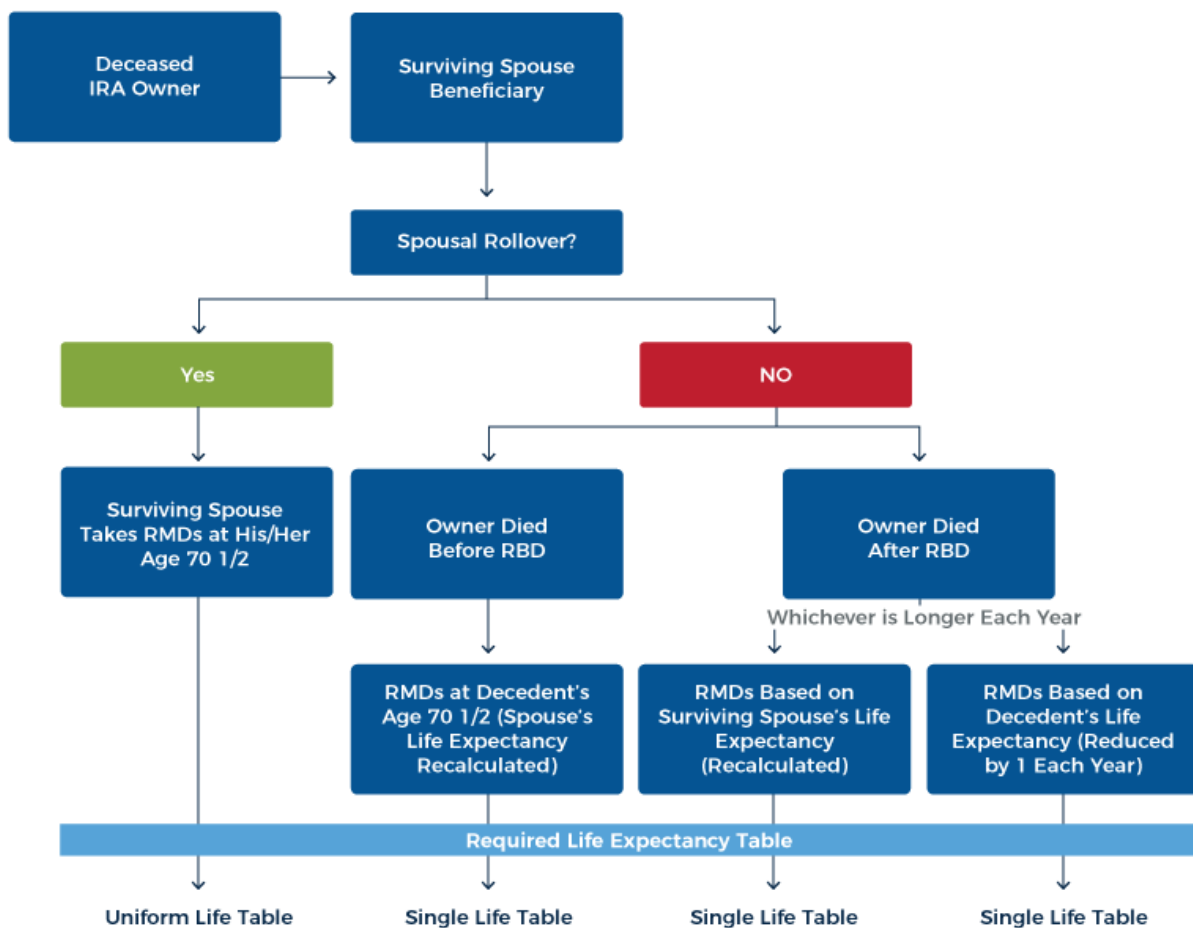 Deceased
IRA Owner
Surviving Spouse
Beneficiary
Spousal Rollover?
Yes
NO
Surviving Spouse
Takes RMDs at His/Her
Age 70 1/2
Owner Died
Before RBD
Owner Died
After RBD
Whichever is Longer Each Year
RMDs at Decedent's
Age 70 1/2 (Spouse's
Life Expectancy
Recalculated)
RMDs Based on
Surviving Spouse's Life
Expectancy
(Recalculated)
RMDs Based on
Decedent's Life
Expectancy (Reduced
by 1 Each Year)
Required Life Expectancy Table
Uniform Life Table
Single Life Table
Single Life Table
Single Life Table